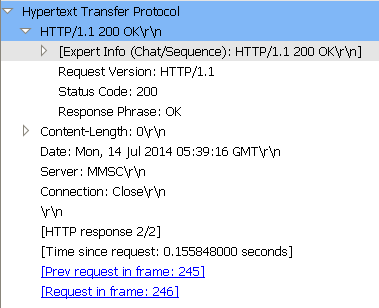 Hypertext Transfer Protocol
HTTP/1.1 200 OK\r\n
[Expert Info (Chat/Sequence): HTTP/1.1 200 OK\r\n]
Request Version: HTTP/1.1
Status Code: 200
Response Phrase: OK
Content-Length: 0\r\n
Date: Mon, 14 Jul 2014 05:39:16 GMT\r\n
Server: MMSC\r\n
Connection: Close\r\n
\r\n
[HTTP response 2/2]
[Time since request: 0.155848000 seconds]
[Prev request in frame: 245]
[Request in frame: 246]